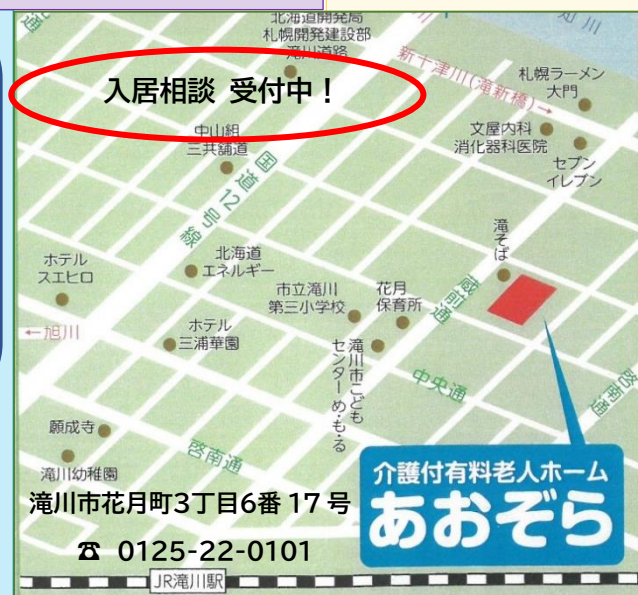 北海道開発局
札幌開発建設部
滝川道路
入居相談 受付中！
新十津川(滝新橋)→
札幌ラーメン
大門
中山組
三共舗道
文屋内科
消化器科医院
セブン
イレブン
国道12号線
滝そば
ホテル
スエヒロ
北海道
エネルギー
市立滝川
第三小学校
花月
保育所
蔵前通
←旭川
ホテル
三浦華園
滝川市こども
センターめ・も・る
中央通
啓南通
願成寺
滝川幼稚園
啓南通
介護付有料老人ホーム
あおぞら
滝川市花月町3丁目6番 17 号
☎ 0125-22-0101
JR滝川駅